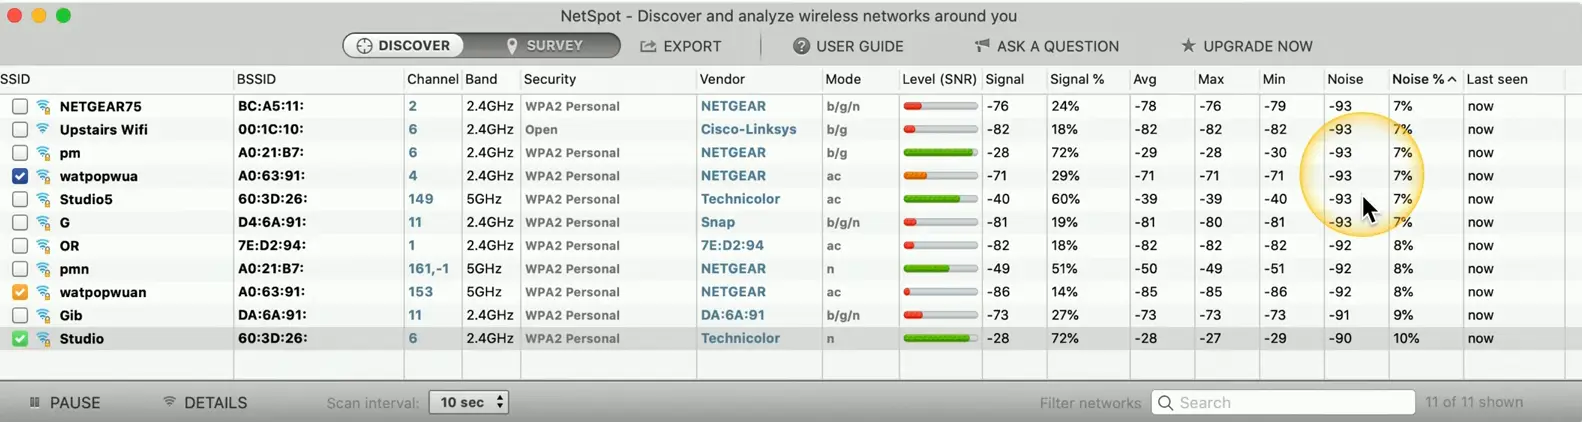 NetSpot - Discover and analyze wireless networks around you
DISCOVER SURVEY EXPORT USER GUIDE ASK A QUESTION UPGRADE NOW
SSID BSSID Channel Band Security Vendor Mode Level (SNR) Signal Signal % Avg Max Min Noise Noise % Last seen
NETGEAR75 BC:A5:11: 2 2.4GHz WPA2 Personal NETGEAR b/g/n -76 24% -78 -76 -79 -93 7% now
Upstairs Wifi 00:1C:10: 6 2.4GHz Open Cisco-Linksys b/g -82 18% -82 -82 -82 -93 7% now
pm A0:21:B7: 6 2.4GHz WPA2 Personal NETGEAR b/g -28 72% -29 -28 -30 -93 7% now
watpopwua A0:63:91: 4 2.4GHz WPA2 Personal NETGEAR ac -71 29% -71 -71 -71 -93 7% now
Studio5 60:3D:26: 149 5GHz WPA2 Personal Technicolor ac -40 60% -39 -39 -40 -93 7% now
G D4:6A:91: 11 2.4GHz WPA2 Personal Snap b/g/n -81 19% -81 -80 -81 -93 7% now
OR 7E:D2:94: 1 2.4GHz WPA2 Personal 7E:D2:94 ac -82 18% -82 -82 -82 -92 8% now
pmn A0:21:B7: 161,-1 5GHz WPA2 Personal NETGEAR n -49 51% -50 -49 -51 -92 8% now
watpopwuan A0:63:91: 153 5GHz WPA2 Personal NETGEAR ac -86 14% -85 -85 -86 -92 8% now
Gib DA:6A:91: 11 2.4GHz WPA2 Personal DA:6A:91 b/g/n -73 27% -73 -73 -73 -91 9% now
Studio 60:3D:26: 6 2.4GHz WPA2 Personal Technicolor n -28 72% -28 -27 -29 -90 10% now
PAUSE DETAILS Scan interval: 10 sec Filter networks Search 11 of 11 shown